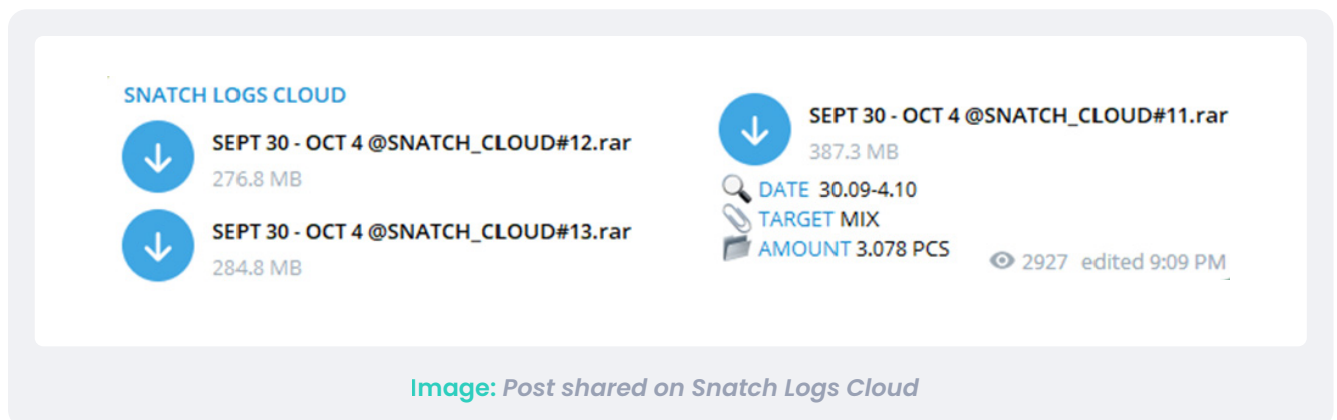 SNATCH LOGS CLOUD
SEPT 30 - OCT 4 @SNATCH_CLOUD#12.rar
276.8 MB
SEPT 30 - OCT 4 @SNATCH_CLOUD#13.rar
284.8 MB
SEPT 30 - OCT 4 @SNATCH_CLOUD#11.rar
387.3 MB
DATE 30.09-4.10
TARGET MIX
AMOUNT 3.078 PCS
2927 edited 9:09 PM
Image: Post shared on Snatch Logs Cloud